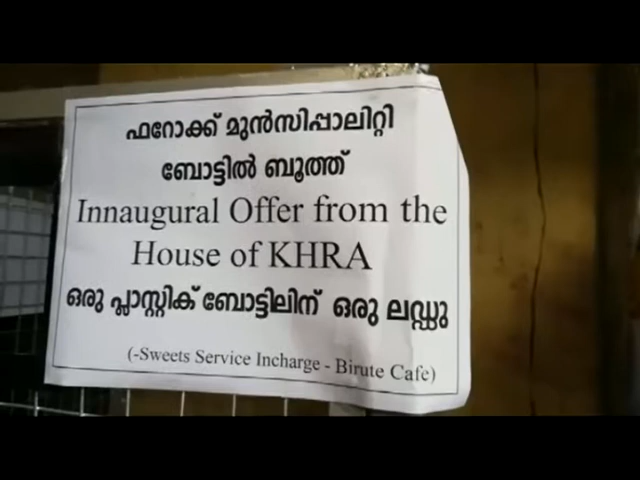 ഫറോക്ക് മുൻസിപ്പാലിറ്റി
ബോട്ടിൽ ബൂത്ത്
Innaugural Offer from the
House of KHRA
ഒരു പ്ലാസ്റ്റിക് ബോട്ടിലിന് ഒരു ലഡ്ഡു
(-Sweets Service Incharge - Birute Cafe)